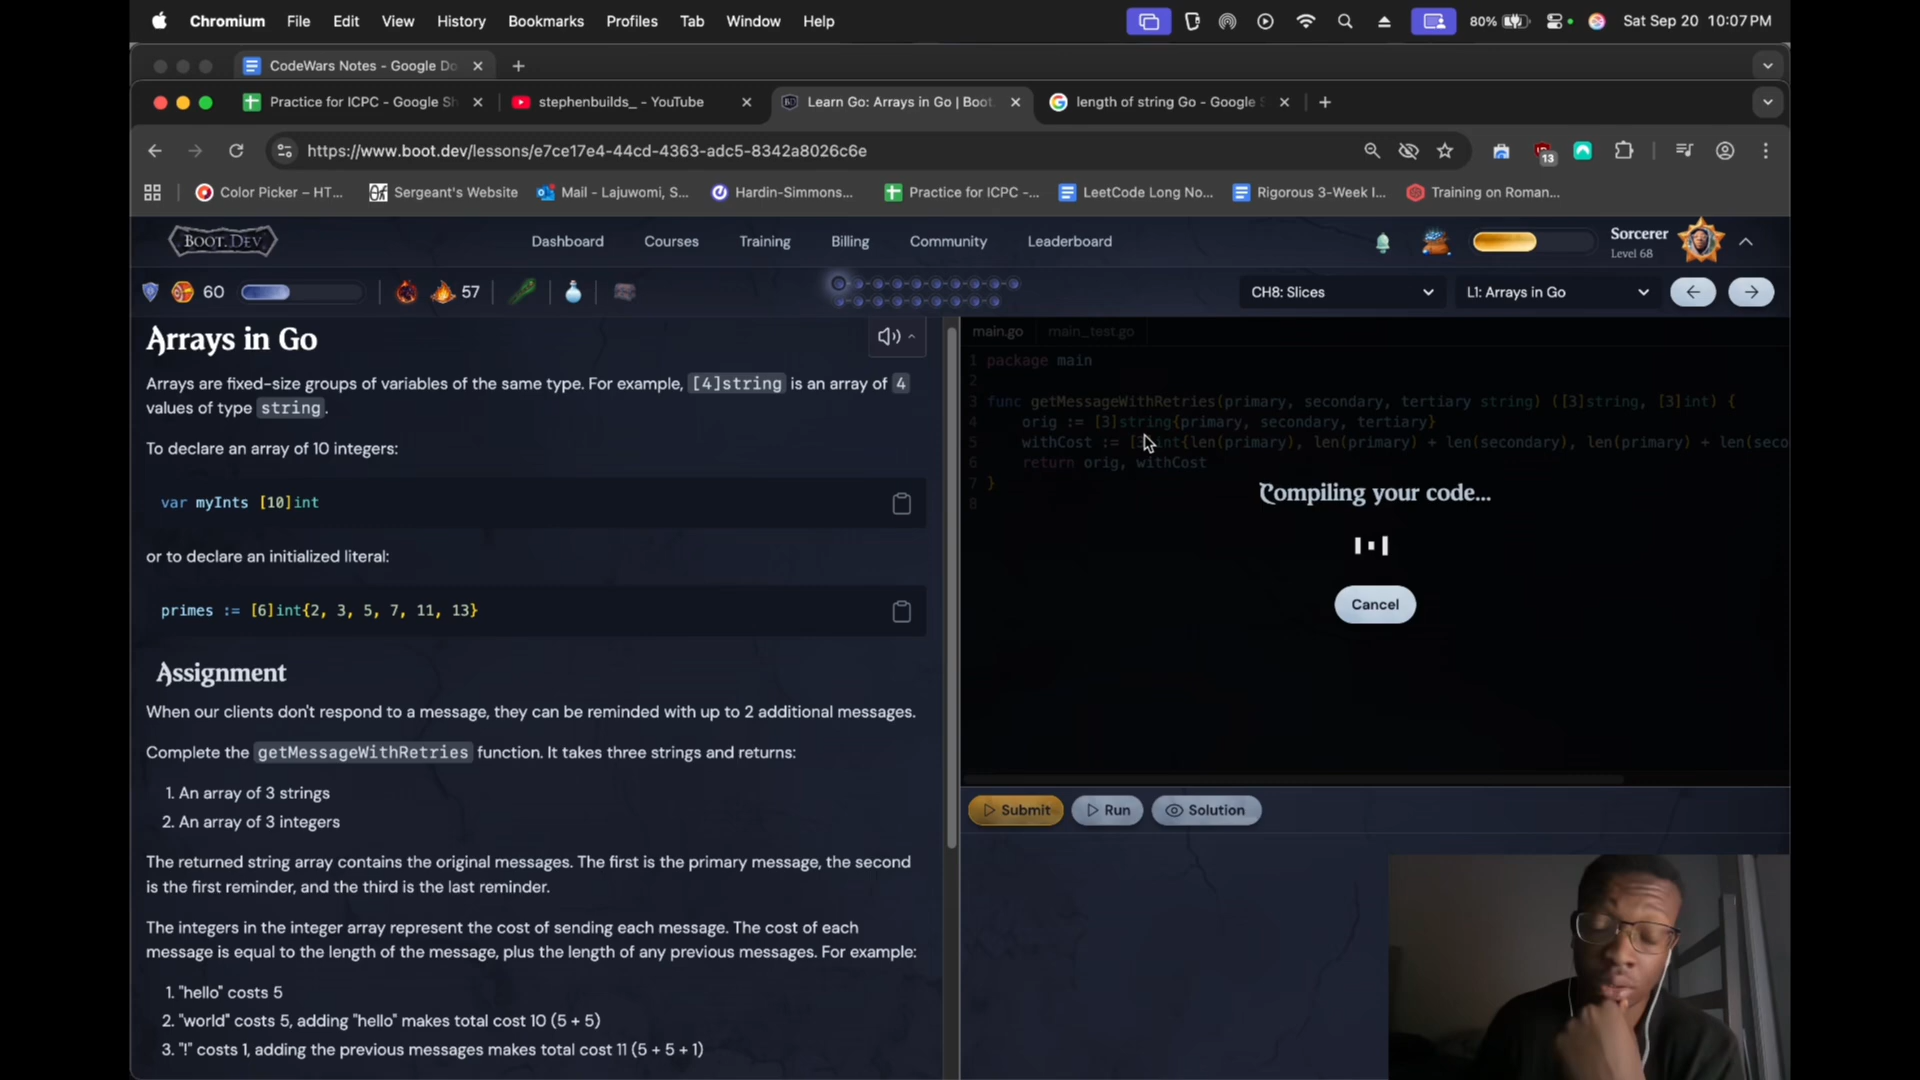 Chromium File Edit View History Bookmarks Profiles Tab Window Help 80% Sat Sep 20 10:07 PM
CodeWars Notes - Google Do
Practice for ICPC - Google Sh stephenbuilds_ - YouTube Learn Go: Arrays in Go | Boot. length of string Go - Google S
https://www.boot.dev/lessons/e7ce17e4-44cd-4363-adc5-8342a8026c6e 13
Color Picker – HT... Sergeant's Website Mail - Lajuwomi, S... Hardin-Simmons... Practice for ICPC -... LeetCode Long No... Rigorous 3-Week I... Training on Roman...
BOOT.DEV Dashboard Courses Training Billing Community Leaderboard Sorcerer
Level 68
60 57 CH8: Slices L1: Arrays in Go
Arrays in Go
Arrays are fixed-size groups of variables of the same type. For example, [4]string is an array of 4
values of type string.
To declare an array of 10 integers:
var myInts [10]int
or to declare an initialized literal:
primes := [6]int{2, 3, 5, 7, 11, 13}
Assignment
When our clients don't respond to a message, they can be reminded with up to 2 additional messages.
Complete the getMessageWithRetries function. It takes three strings and returns:
1. An array of 3 strings
2. An array of 3 integers
The returned string array contains the original messages. The first is the primary message, the second
is the first reminder, and the third is the last reminder.
The integers in the integer array represent the cost of sending each message. The cost of each
message is equal to the length of the message, plus the length of any previous messages. For example:
1. "hello" costs 5
2. "world" costs 5, adding "hello" makes total cost 10 (5 + 5)
3. "!" costs 1, adding the previous messages makes total cost 11 (5 + 5 + 1)
main.go main_test.go
1 package main
2
3 func getMessageWithRetries(primary, secondary, tertiary string) ([3]string, [3]int) {
4 orig := [3]string{primary, secondary, tertiary}
5 withCost := [3]int{len(primary), len(primary) + len(secondary), len(primary) + len(seco
6 return orig, withCost
7 }
8
Compiling your code...
Cancel
Submit Run Solution